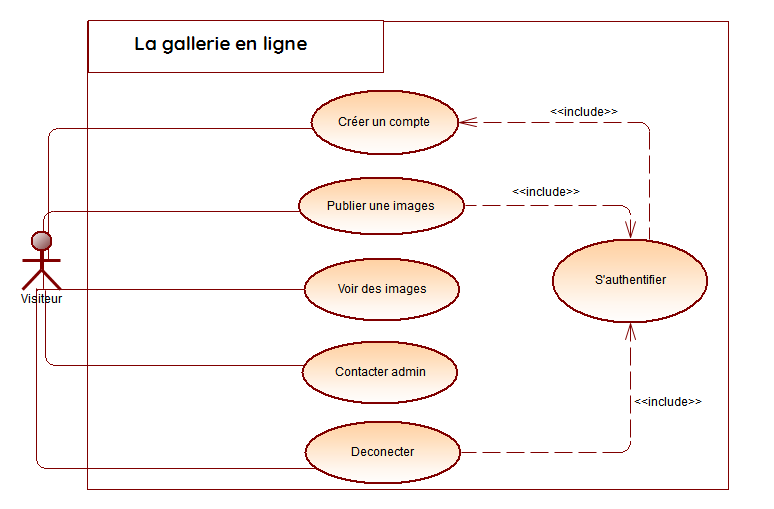 La gallerie en ligne
Créer un compte
<<include>>
Publier une images
<<include>>
S'authentifier
Visiteur
Voir des images
Contacter admin
<<include>>
Deconecter